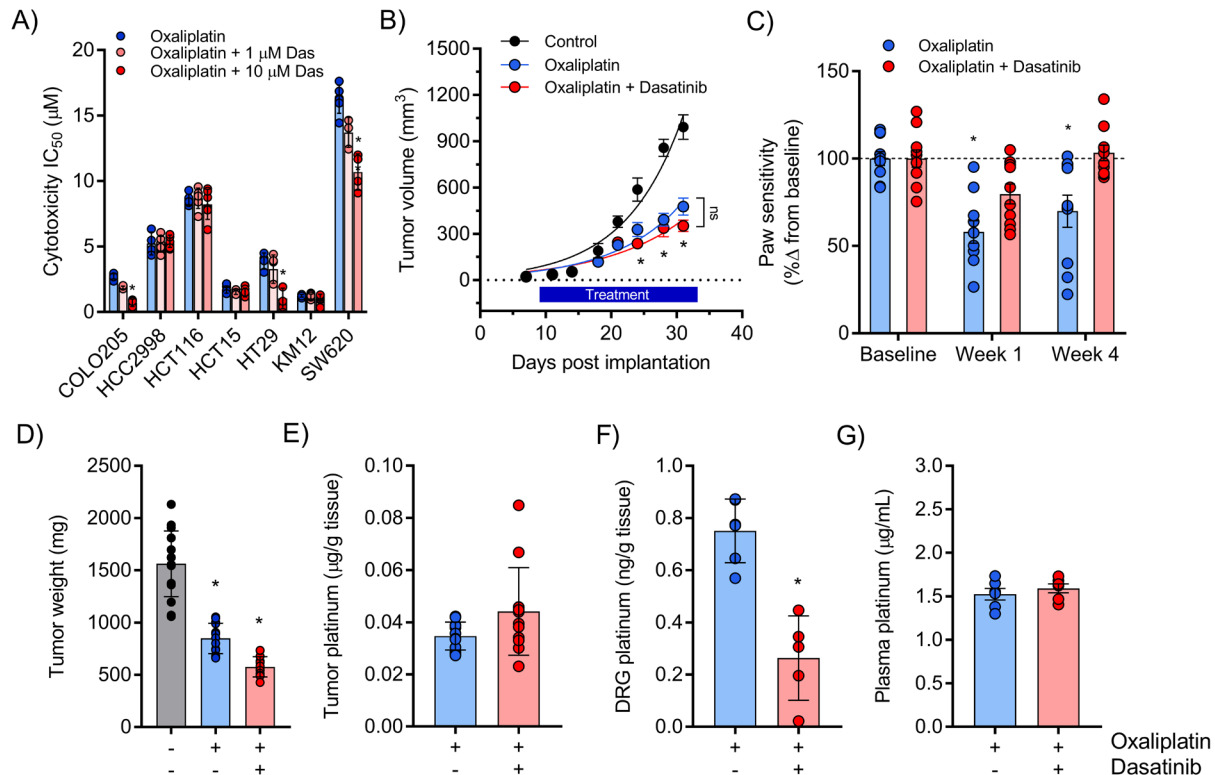 A)
Oxaliplatin
Oxaliplatin + 1 μM Das
Oxaliplatin + 10 μM Das
Cytotoxicity IC50 (μM)
20
15
10
5
0
*
*
*
COLO205
HCC2998
HCT116
HCT15
HT29
KM12
SW620
B)
Control
Oxaliplatin
Oxaliplatin + Dasatinib
Tumor volume (mm³)
1500
1200
900
600
300
0
ns
* * *
Treatment
0 10 20 30 40
Days post implantation
C)
Oxaliplatin
Oxaliplatin + Dasatinib
Paw sensitivity
(%Δ from baseline)
150
100
50
0
* *
Baseline Week 1 Week 4
D)
Tumor weight (mg)
2500
2000
1500
1000
500
0
*
*
- + +
- - +
E)
Tumor platinum (μg/g tissue)
0.10
0.08
0.06
0.04
0.02
0.00
+ +
- +
F)
DRG platinum (ng/g tissue)
1.0
0.8
0.6
0.4
0.2
0.0
*
+ +
- +
G)
Plasma platinum (μg/mL)
3.0
2.5
2.0
1.5
1.0
0.5
0.0
+ + Oxaliplatin
- + Dasatinib